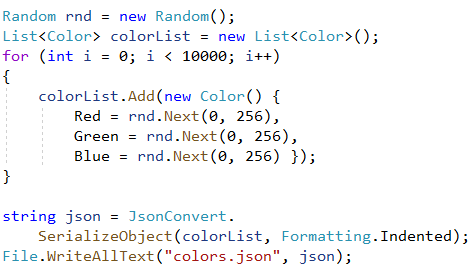 Random rnd = new Random();
List<Color> colorList = new List<Color>();
for (int i = 0; i < 10000; i++)
{
    colorList.Add(new Color() {
        Red = rnd.Next(0, 256),
        Green = rnd.Next(0, 256),
        Blue = rnd.Next(0, 256) });
}

string json = JsonConvert.
    SerializeObject(colorList, Formatting.Indented);
File.WriteAllText("colors.json", json);